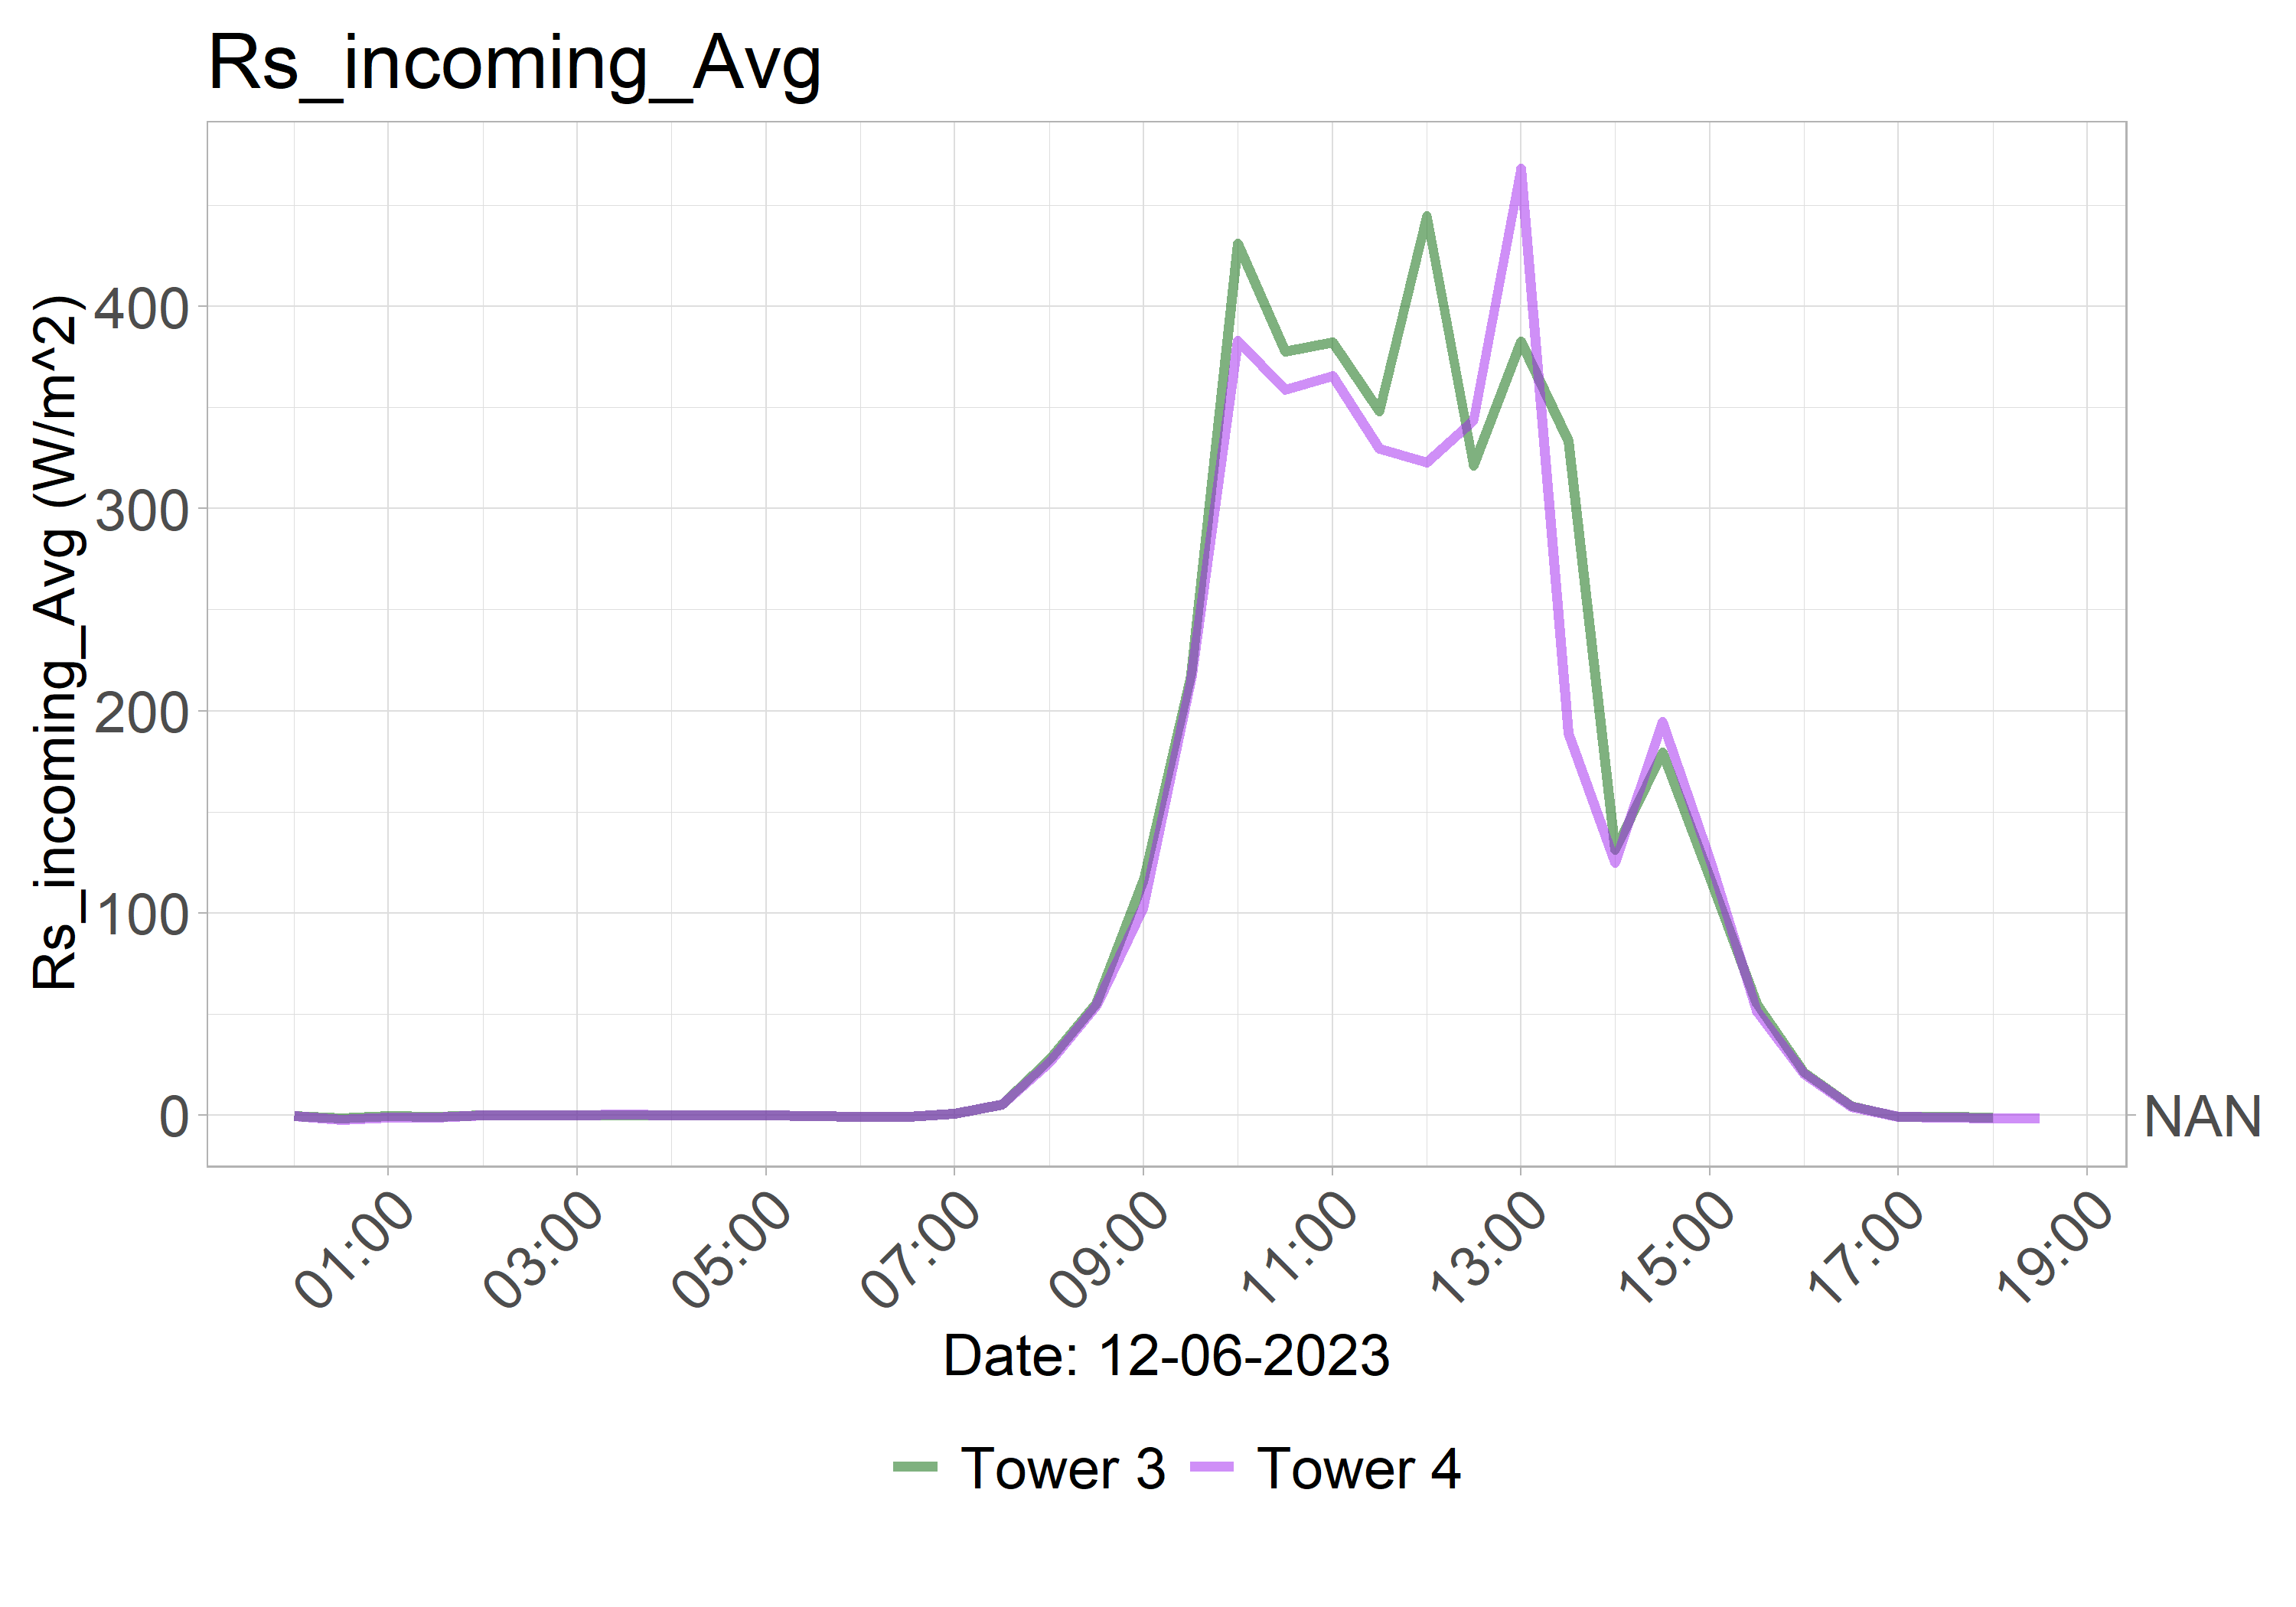 Rs_incoming_Avg
Rs_incoming_Avg (W/m^2)
400
300
200
100
0
NAN
01:00
03:00
05:00
07:00
09:00
11:00
13:00
15:00
17:00
19:00
Date: 12-06-2023
Tower 3
Tower 4